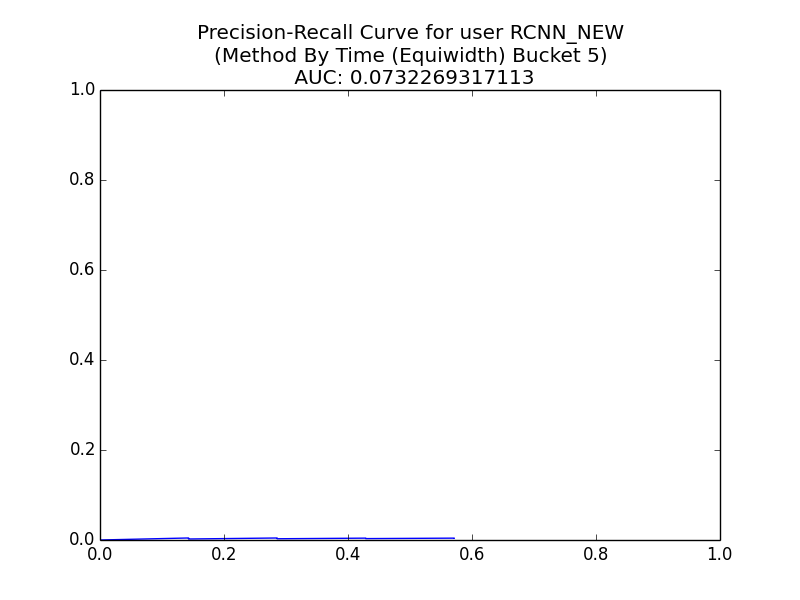 Precision-Recall Curve for user RCNN_NEW
(Method By Time (Equiwidth) Bucket 5)
AUC: 0.0732269317113
1.0
0.8
0.6
0.4
0.2
0.0
0.0 0.2 0.4 0.6 0.8 1.0